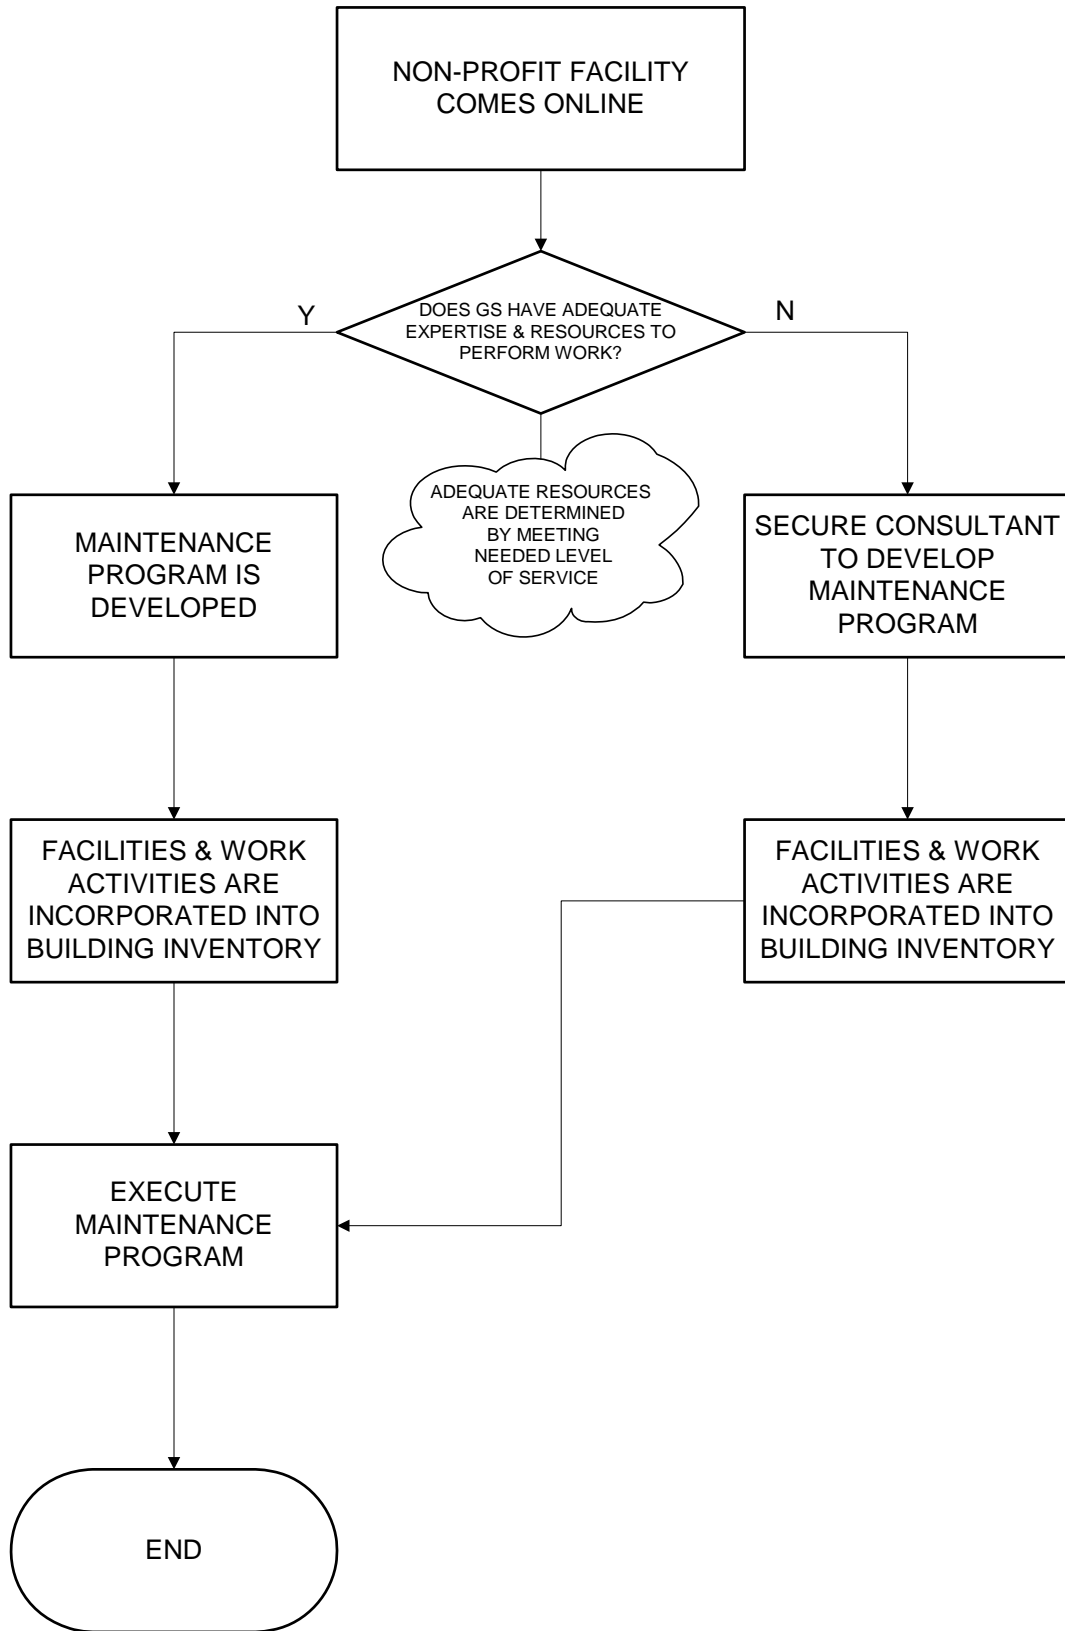 NON-PROFIT FACILITY
COMES ONLINE
DOES GS HAVE ADEQUATE
EXPERTISE & RESOURCES TO
PERFORM WORK?
Y
N
ADEQUATE RESOURCES
ARE DETERMINED
BY MEETING
NEEDED LEVEL
OF SERVICE
MAINTENANCE
PROGRAM IS
DEVELOPED
SECURE CONSULTANT
TO DEVELOP
MAINTENANCE
PROGRAM
FACILITIES & WORK
ACTIVITIES ARE
INCORPORATED INTO
BUILDING INVENTORY
FACILITIES & WORK
ACTIVITIES ARE
INCORPORATED INTO
BUILDING INVENTORY
EXECUTE
MAINTENANCE
PROGRAM
END